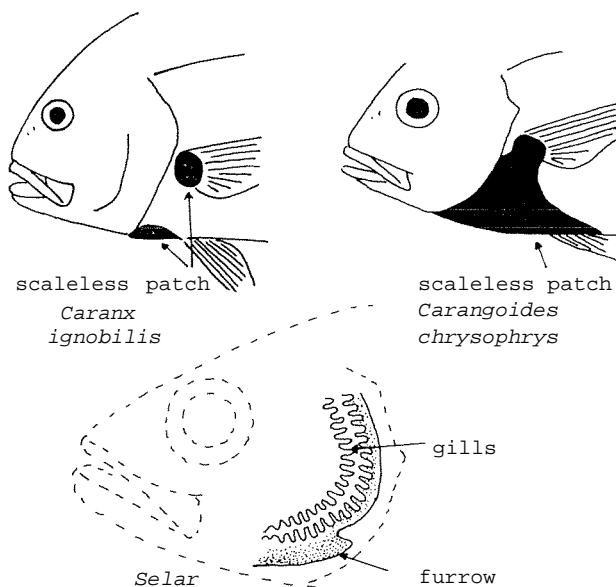 scaleless patch
Caranx
ignobilis
scaleless patch
Carangoides
chrysophrys
gills
furrow
Selar